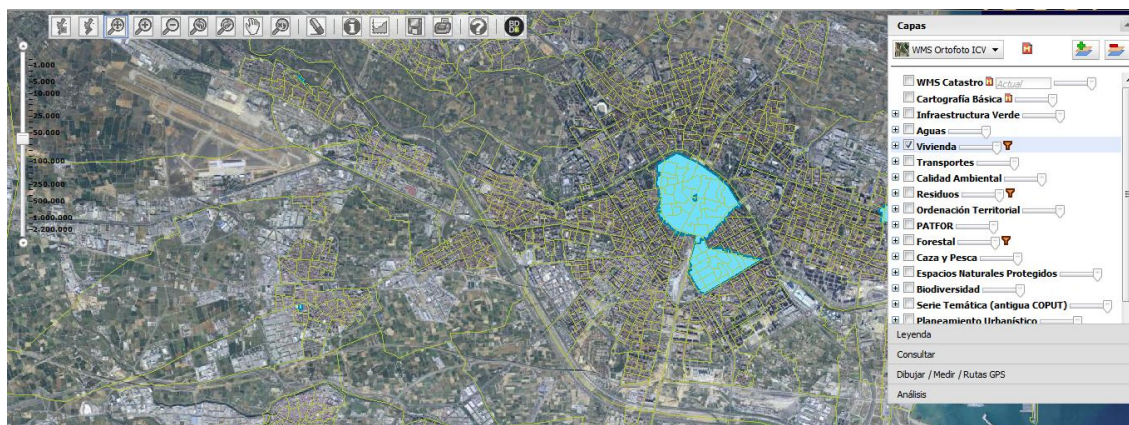 Capas
WMS Ortofoto ICV
WMS Catastro Actual
Cartografía Básica
Infraestructura Verde
Aguas
Vivienda
Transportes
Calidad Ambiental
Residuos
Ordenación Territorial
PATFOR
Forestal
Caza y Pesca
Espacios Naturales Protegidos
Biodiversidad
Serie Temática (antigua COPUT)
Planeamiento Urbanístico
Leyenda
Consultar
Dibujar / Medir / Rutas GPS
Análisis
-1.000
-5.000
-10.000
-25.000
-50.000
-100.000
-250.000
-500.000
-1.000.000
-2.200.000